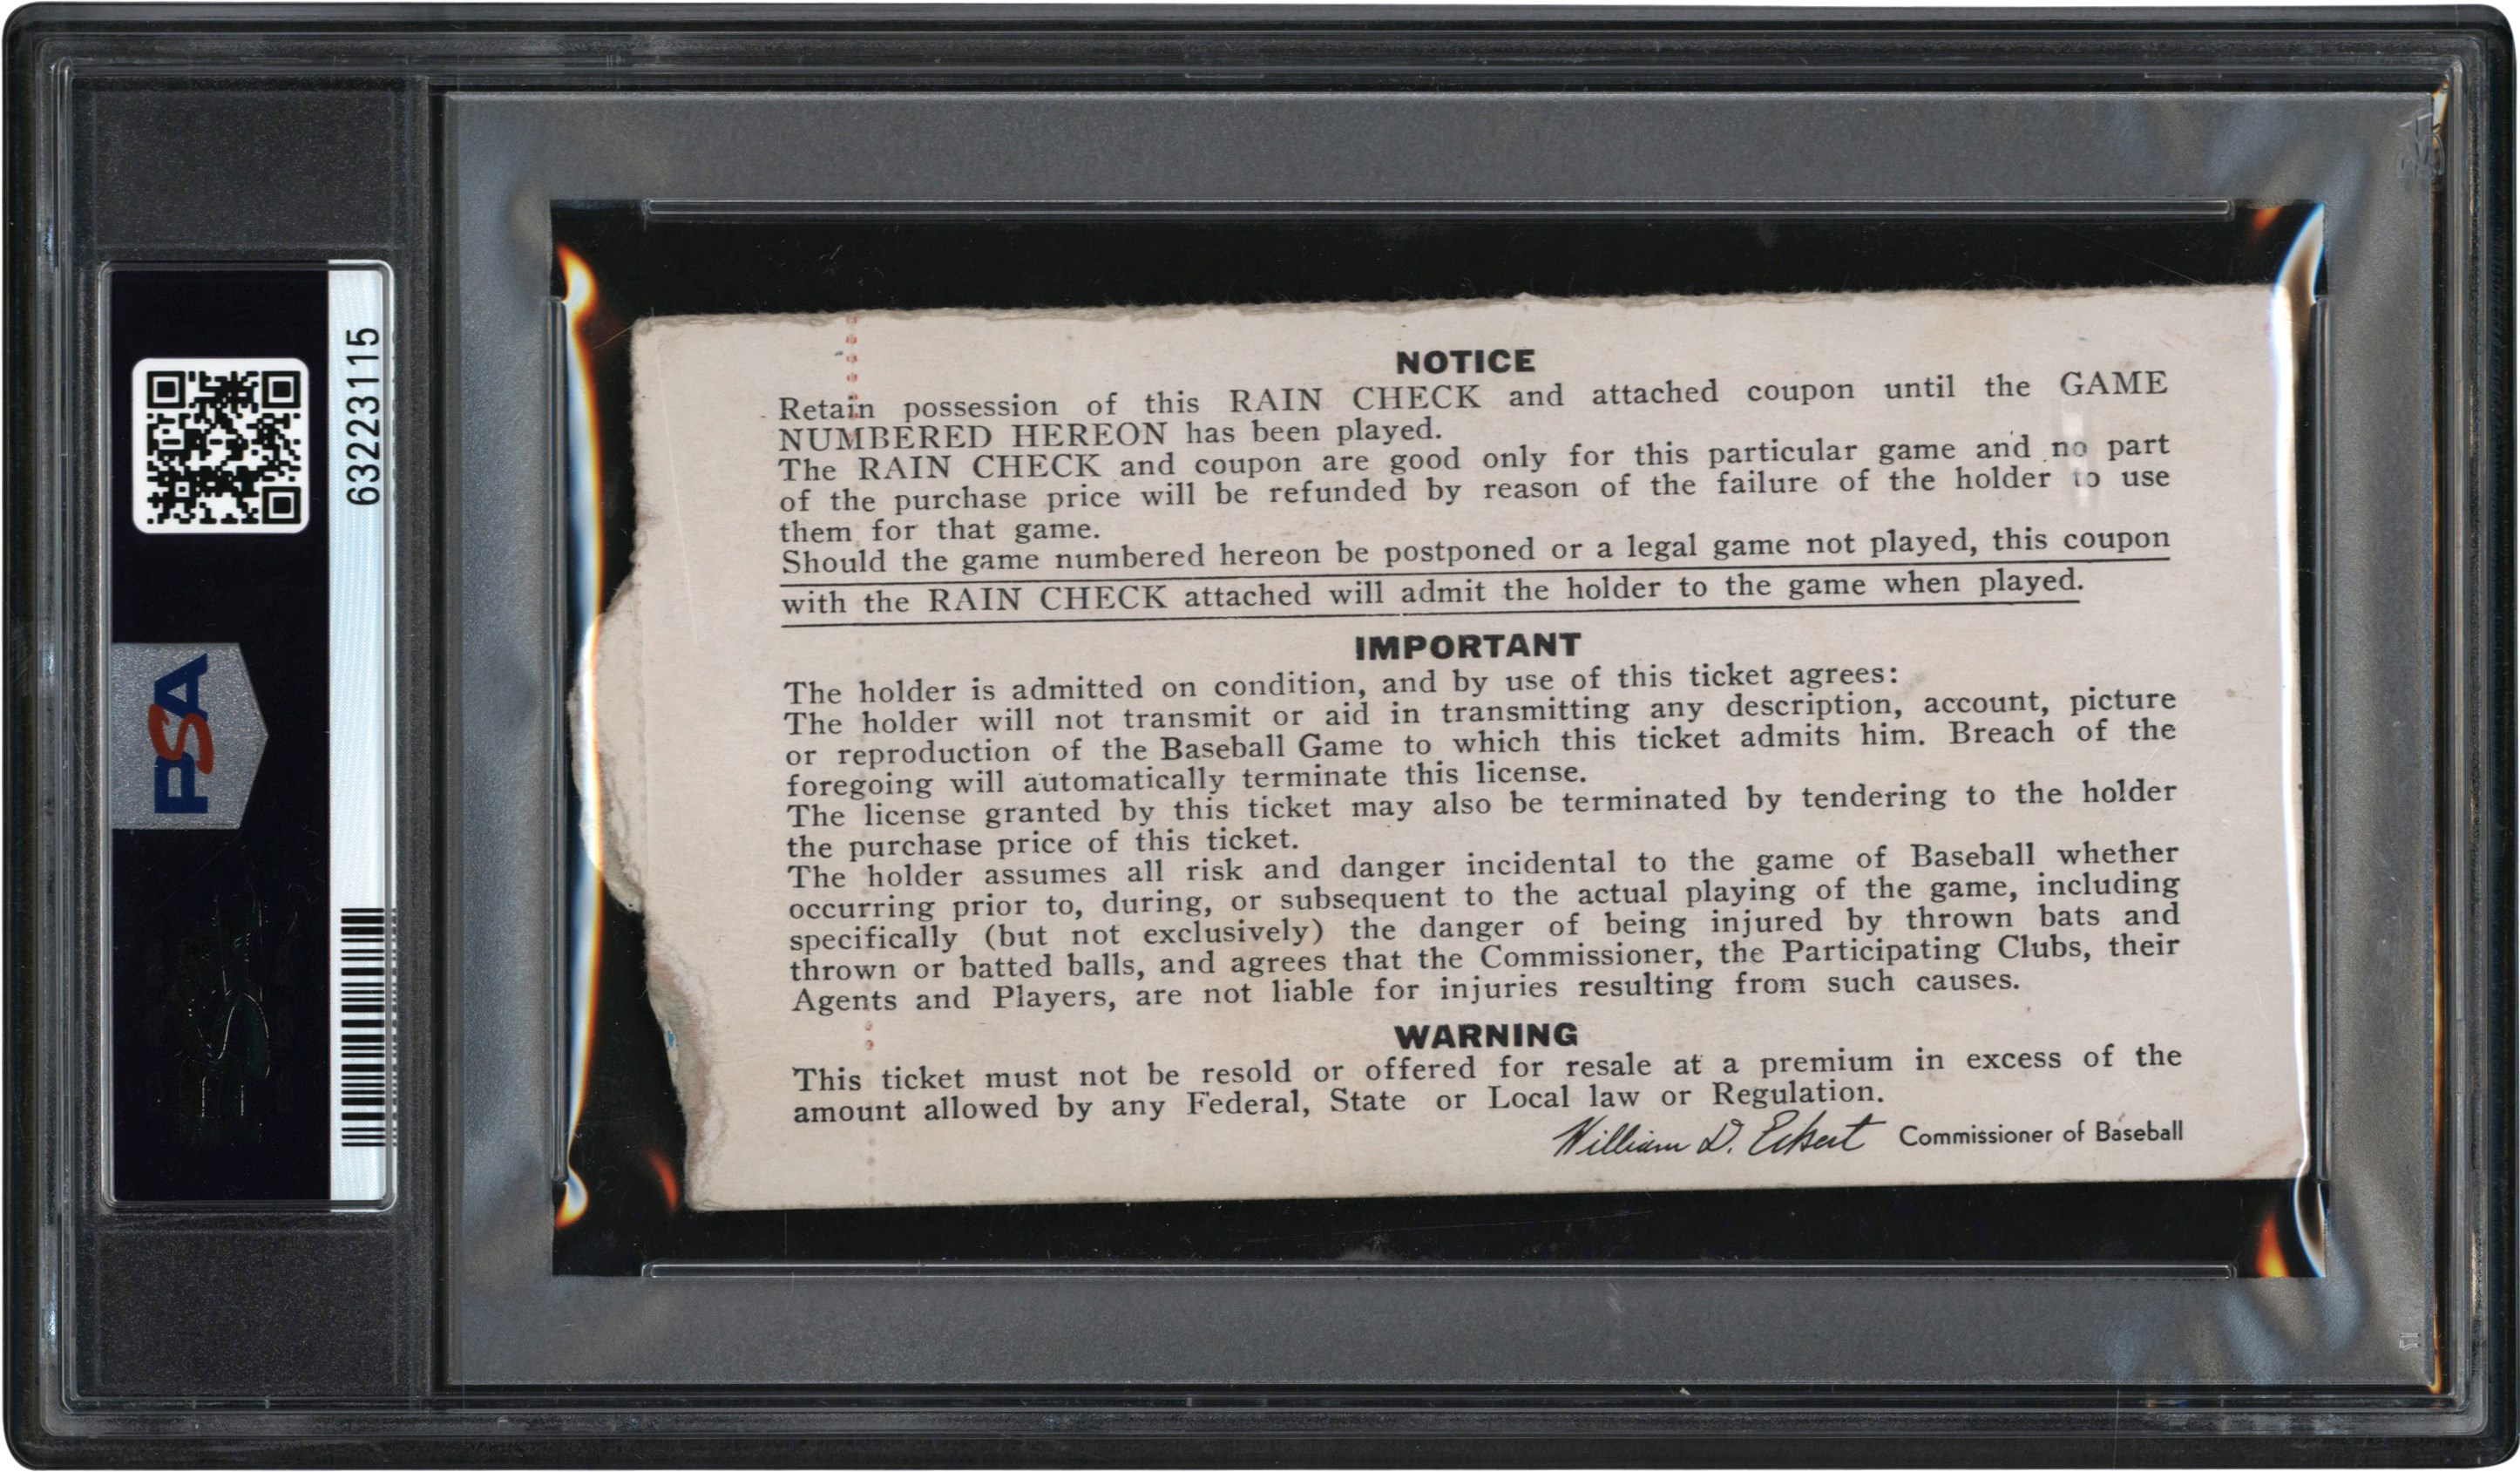 63223115
PSA
NOTICE
Retain possession of this RAIN CHECK and attached coupon until the GAME
NUMBERED HEREON has been played.
The RAIN CHECK and coupon are good only for this particular game and no part
of the purchase price will be refunded by reason of the failure of the holder to use
them for that game.
Should the game numbered hereon be postponed or a legal game not played, this coupon
with the RAIN CHECK attached will admit the holder to the game when played.
IMPORTANT
The holder is admitted on condition, and by use of this ticket agrees:
The holder will not transmit or aid in transmitting any description, account, picture
or reproduction of the Baseball Game to which this ticket admits him. Breach of the
foregoing will automatically terminate this license.
The license granted by this ticket may also be terminated by tendering to the holder
the purchase price of this ticket.
The holder assumes all risk and danger incidental to the game of Baseball whether
occurring prior to, during, or subsequent to the actual playing of the game, including
specifically (but not exclusively) the danger of being injured by thrown bats and
thrown or batted balls, and agrees that the Commissioner, the Participating Clubs, their
Agents and Players, are not liable for injuries resulting from such causes.
WARNING
This ticket must not be resold or offered for resale at a premium in excess of the
amount allowed by any Federal, State or Local law or Regulation.
William D. Eckert Commissioner of Baseball